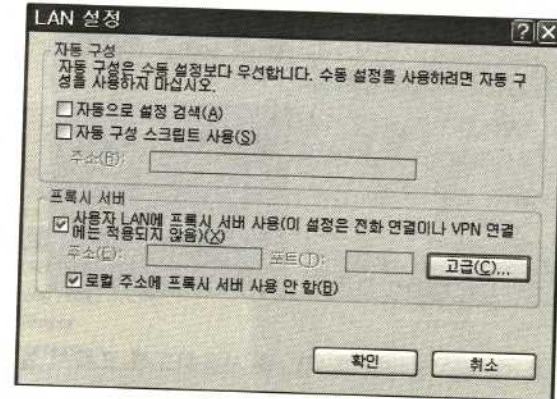 LAN 설정
자동 구성
자동 구성은 수동 설정보다 우선합니다. 수동 설정을 사용하려면 자동 구
성을 사용하지 마십시오.
자동으로 설정 검색(A)
자동 구성 스크립트 사용(S)
주소(R):
프록시 서버
사용자 LAN에 프록시 서버 사용(이 설정은 전화 연결이나 VPN 연결
에는 적용되지 않음)(X)
주소(E): 포트(T): 고급(C)...
로컬 주소에 프록시 서버 사용 안 함(B)
확인 취소